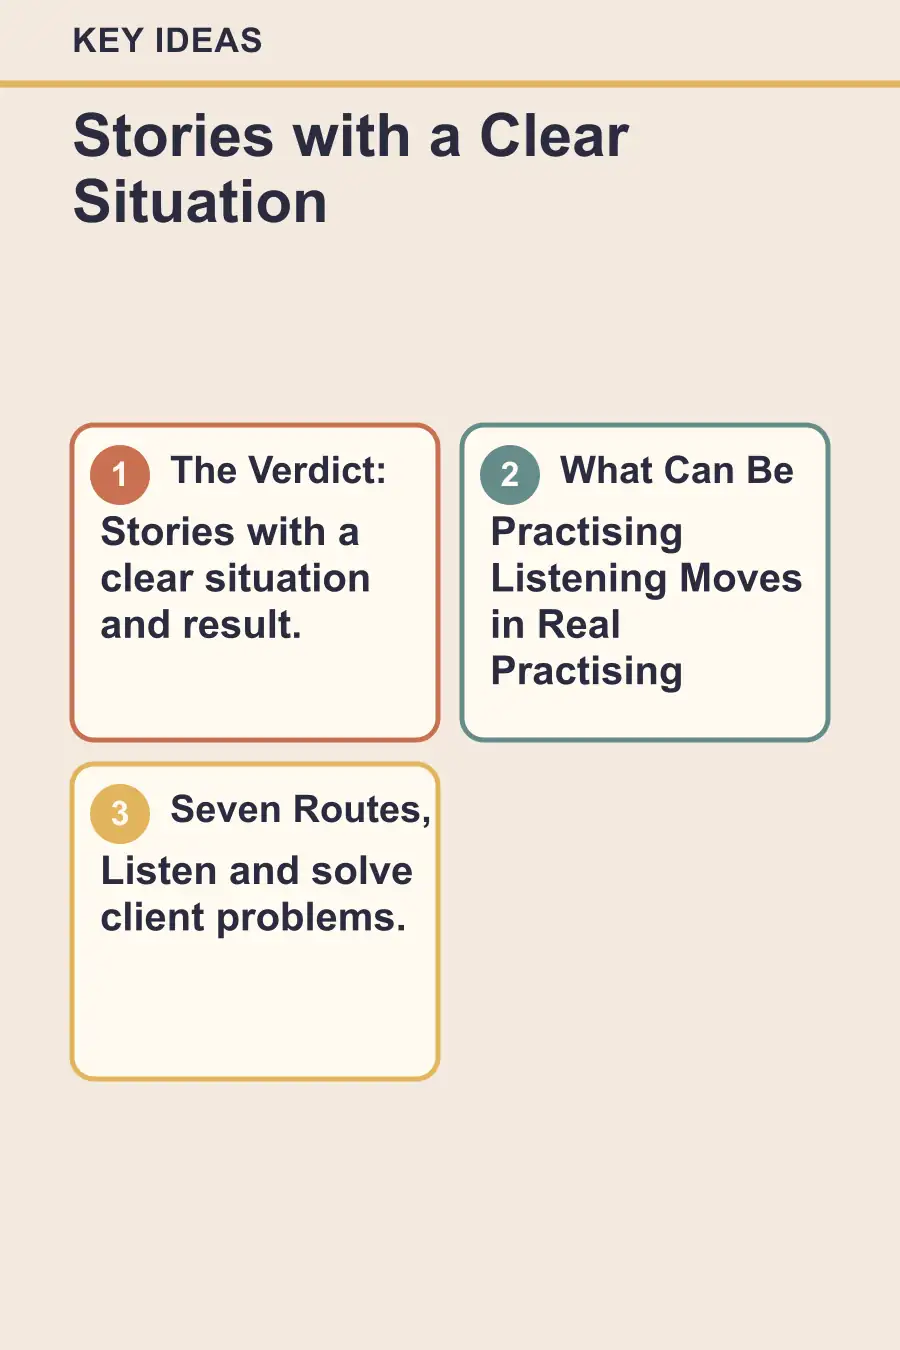 KEY IDEAS
Stories with a Clear
Situation
1 The Verdict:
Stories with a
clear situation
and result.
2 What Can Be
Practising
Listening Moves
in Real
Practising
3 Seven Routes,
Listen and solve
client problems.